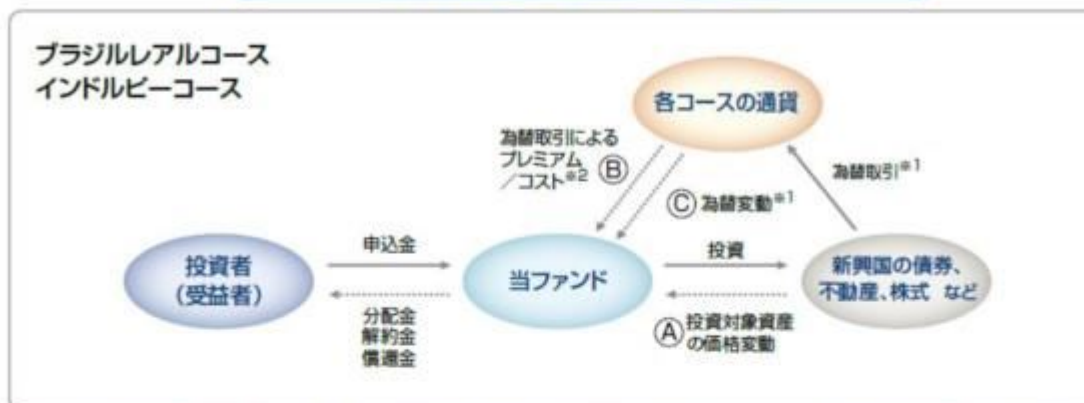 ブラジルレアルコース
インドルピーコース
各コースの通貨
為替取引による
プレミアム
／コスト※2
Ⓑ
Ⓒ為替変動※1
為替取引※1
投資者
（受益者）
申込金
分配金
解約金
償還金
当ファンド
投資
Ⓐ投資対象資産
の価格変動
新興国の債券、
不動産、株式 など